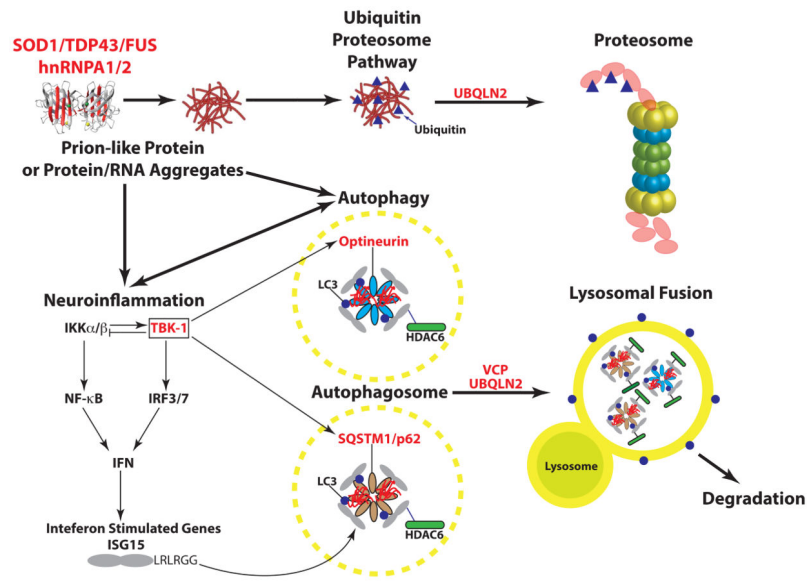 SOD1/TDP43/FUS
hnRNPA1/2
Ubiquitin
Proteosome
Pathway
Proteosome
UBQLN2
Ubiquitin
Prion-like Protein
or Protein/RNA Aggregates
Autophagy
Optineurin
LC3
HDAC6
Neuroinflammation
IKKα/β
TBK-1
NF-κB
IRF3/7
IFN
Inteferon Stimulated Genes
ISG15
LRLRGG
Autophagosome
SQSTM1/p62
LC3
HDAC6
VCP
UBQLN2
Lysosomal Fusion
Lysosome
Degradation